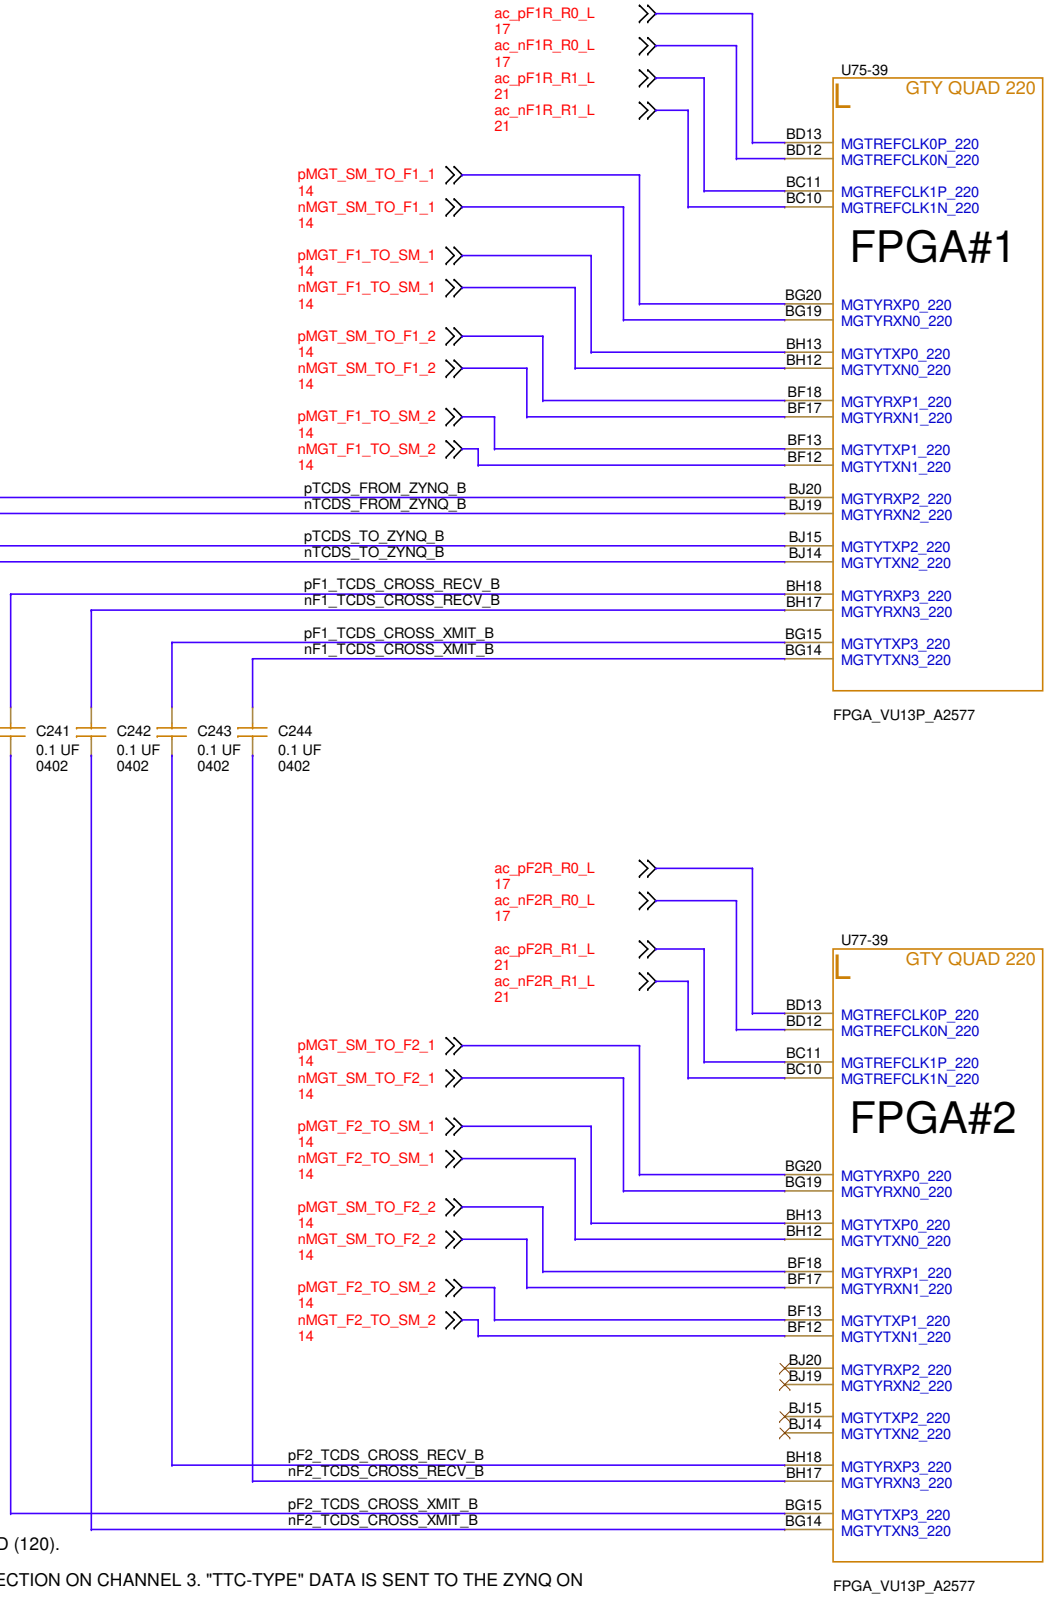 ac_pF1R_R0_L
17
ac_nF1R_R0_L
17
ac_pF1R_R1_L
21
ac_nF1R_R1_L
21
U75-39
L
GTY QUAD 220
BD13 MGTREFCLK0P_220
BD12 MGTREFCLK0N_220
BC11 MGTREFCLK1P_220
BC10 MGTREFCLK1N_220
FPGA#1
pMGT_SM_TO_F1_1
14
nMGT_SM_TO_F1_1
14
pMGT_F1_TO_SM_1
14
nMGT_F1_TO_SM_1
14
pMGT_SM_TO_F1_2
14
nMGT_SM_TO_F1_2
14
pMGT_F1_TO_SM_2
14
nMGT_F1_TO_SM_2
14
BG20 MGTYRXP0_220
BG19 MGTYRXN0_220
BH13 MGTYTXP0_220
BH12 MGTYTXN0_220
BF18 MGTYRXP1_220
BF17 MGTYRXN1_220
BF13 MGTYTXP1_220
BF12 MGTYTXN1_220
pTCDS_FROM_ZYNQ_B BJ20 MGTYRXP2_220
nTCDS_FROM_ZYNQ_B BJ19 MGTYRXN2_220
pTCDS_TO_ZYNQ_B BJ15 MGTYTXP2_220
nTCDS_TO_ZYNQ_B BJ14 MGTYTXN2_220
pF1_TCDS_CROSS_RECV_B BH18 MGTYRXP3_220
nF1_TCDS_CROSS_RECV_B BH17 MGTYRXN3_220
pF1_TCDS_CROSS_XMIT_B BG15 MGTYTXP3_220
nF1_TCDS_CROSS_XMIT_B BG14 MGTYTXN3_220
FPGA_VU13P_A2577
C241 C242 C243 C244
0.1 UF 0.1 UF 0.1 UF 0.1 UF
0402 0402 0402 0402
ac_pF2R_R0_L
17
ac_nF2R_R0_L
17
ac_pF2R_R1_L
21
ac_nF2R_R1_L
21
U77-39
L
GTY QUAD 220
BD13 MGTREFCLK0P_220
BD12 MGTREFCLK0N_220
BC11 MGTREFCLK1P_220
BC10 MGTREFCLK1N_220
FPGA#2
pMGT_SM_TO_F2_1
14
nMGT_SM_TO_F2_1
14
pMGT_F2_TO_SM_1
14
nMGT_F2_TO_SM_1
14
pMGT_SM_TO_F2_2
14
nMGT_SM_TO_F2_2
14
pMGT_F2_TO_SM_2
14
nMGT_F2_TO_SM_2
14
BG20 MGTYRXP0_220
BG19 MGTYRXN0_220
BH13 MGTYTXP0_220
BH12 MGTYTXN0_220
BF18 MGTYRXP1_220
BF17 MGTYRXN1_220
BF13 MGTYTXP1_220
BF12 MGTYTXN1_220
BJ20 MGTYRXP2_220
BJ19 MGTYRXN2_220
BJ15 MGTYTXP2_220
BJ14 MGTYTXN2_220
pF2_TCDS_CROSS_RECV_B BH18 MGTYRXP3_220
nF2_TCDS_CROSS_RECV_B BH17 MGTYRXN3_220
pF2_TCDS_CROSS_XMIT_B BG15 MGTYTXP3_220
nF2_TCDS_CROSS_XMIT_B BG14 MGTYTXN3_220
D (120).
ECTION ON CHANNEL 3. "TTC-TYPE" DATA IS SENT TO THE ZYNQ ON
FPGA_VU13P_A2577